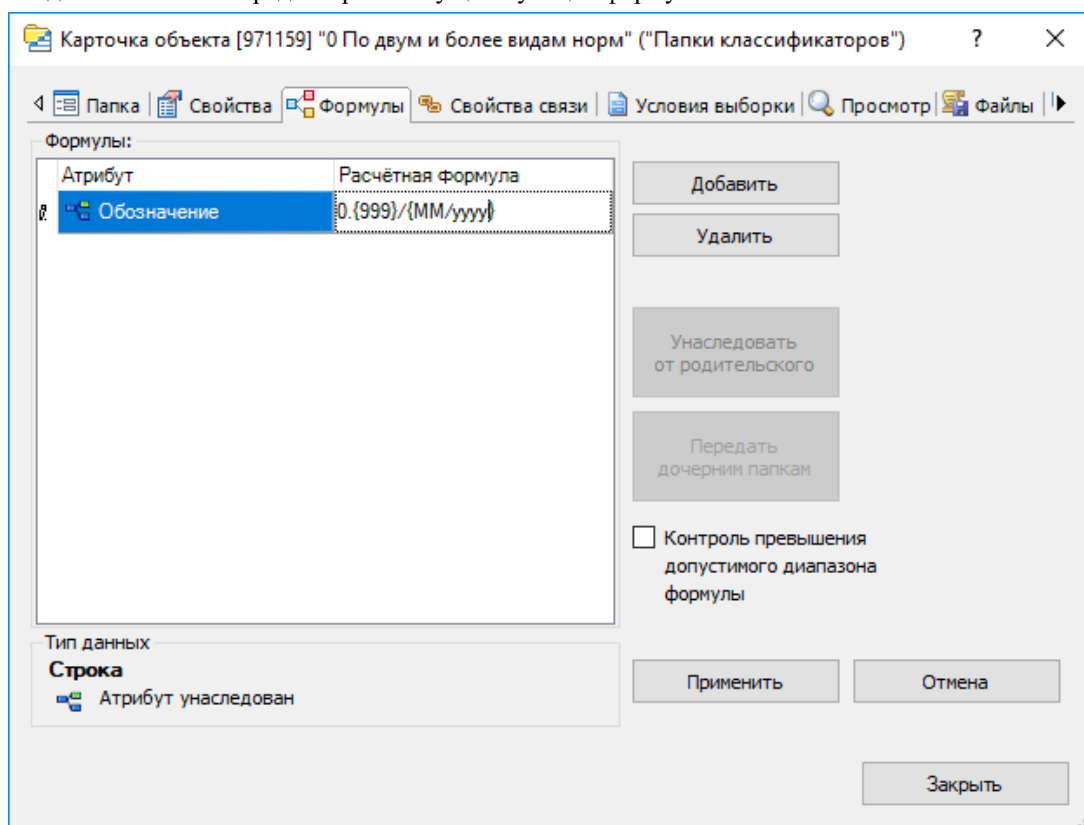 Карточка объекта [971159] "0 По двум и более видам норм" ("Папки классификаторов") ?
Папка Свойства Формулы Свойства связи Условия выборки Просмотр Файлы
Формулы:
Атрибут Расчётная формула
Обозначение 0.{999}/{MM/yyyy}
Добавить
Удалить
Унаследовать
от родительского
Передать
дочерним папкам
Контроль превышения
допустимого диапазона
формулы
Тип данных
Строка
Атрибут унаследован
Применить Отмена
Закрыть